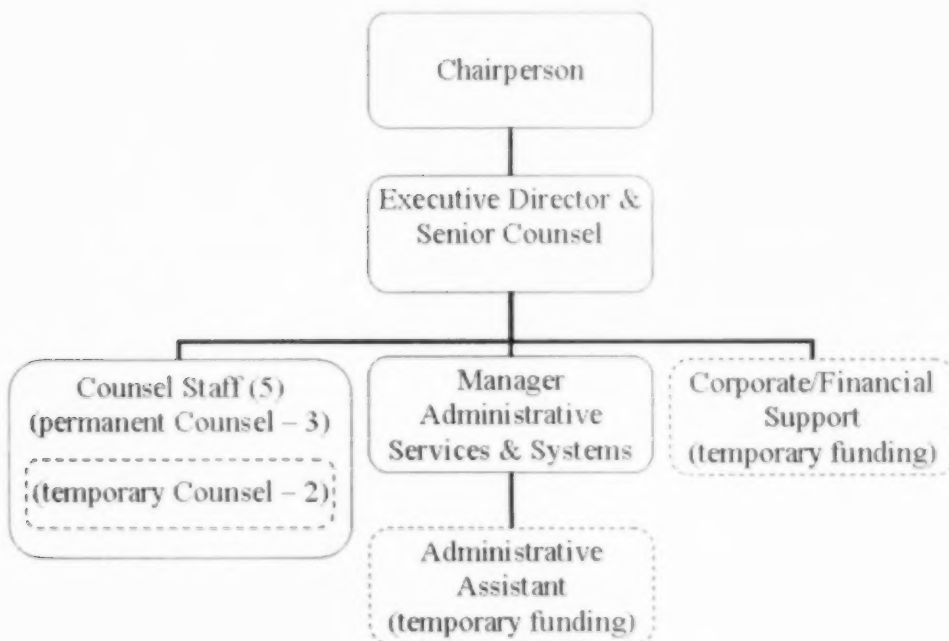 Chairperson
Executive Director &
Senior Counsel
Counsel Staff (5)
(permanent Counsel – 3)
(temporary Counsel – 2)
Manager
Administrative
Services & Systems
Corporate/Financial
Support
(temporary funding)
Administrative
Assistant
(temporary funding)